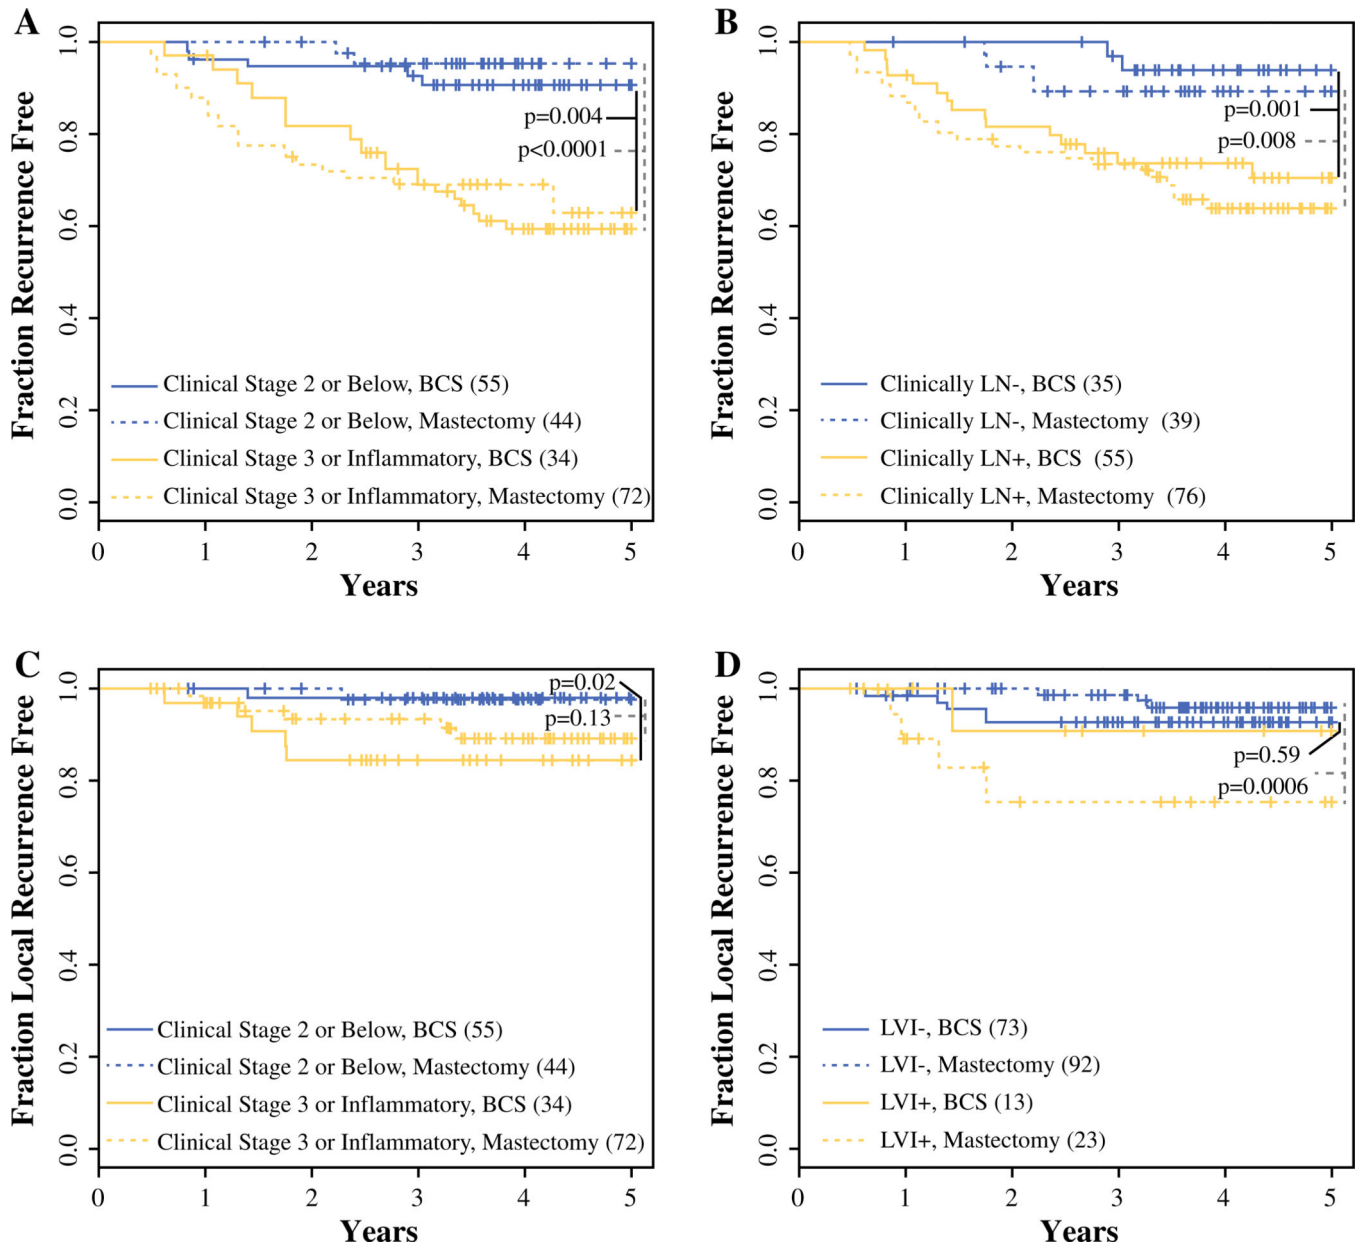 A
Fraction Recurrence Free
1.0
0.8
0.6
0.4
0.2
0.0
p=0.004
p<0.0001
Clinical Stage 2 or Below, BCS (55)
Clinical Stage 2 or Below, Mastectomy (44)
Clinical Stage 3 or Inflammatory, BCS (34)
Clinical Stage 3 or Inflammatory, Mastectomy (72)
0 1 2 3 4 5
Years
B
Fraction Recurrence Free
1.0
0.8
0.6
0.4
0.2
0.0
p=0.001
p=0.008
Clinically LN-, BCS (35)
Clinically LN-, Mastectomy (39)
Clinically LN+, BCS (55)
Clinically LN+, Mastectomy (76)
0 1 2 3 4 5
Years
C
Fraction Local Recurrence Free
1.0
0.8
0.6
0.4
0.2
0.0
p=0.02
p=0.13
Clinical Stage 2 or Below, BCS (55)
Clinical Stage 2 or Below, Mastectomy (44)
Clinical Stage 3 or Inflammatory, BCS (34)
Clinical Stage 3 or Inflammatory, Mastectomy (72)
0 1 2 3 4 5
Years
D
Fraction Local Recurrence Free
1.0
0.8
0.6
0.4
0.2
0.0
p=0.59
p=0.0006
LVI-, BCS (73)
LVI-, Mastectomy (92)
LVI+, BCS (13)
LVI+, Mastectomy (23)
0 1 2 3 4 5
Years